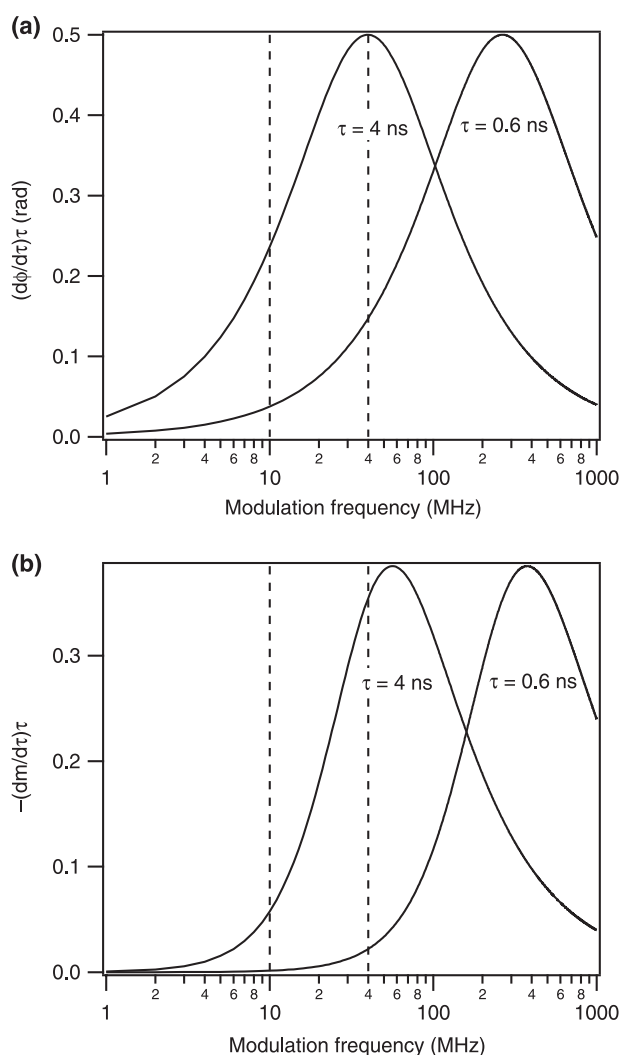 (a)
0.5
0.4
0.3
0.2
0.1
0.0
(dϕ/dτ)τ (rad)
τ = 4 ns
τ = 0.6 ns
1 2 4 6 8 10 2 4 6 8 100 2 4 6 8 1000
Modulation frequency (MHz)
(b)
0.3
0.2
0.1
0.0
−(dm/dτ)τ
τ = 4 ns
τ = 0.6 ns
1 2 4 6 8 10 2 4 6 8 100 2 4 6 8 1000
Modulation frequency (MHz)